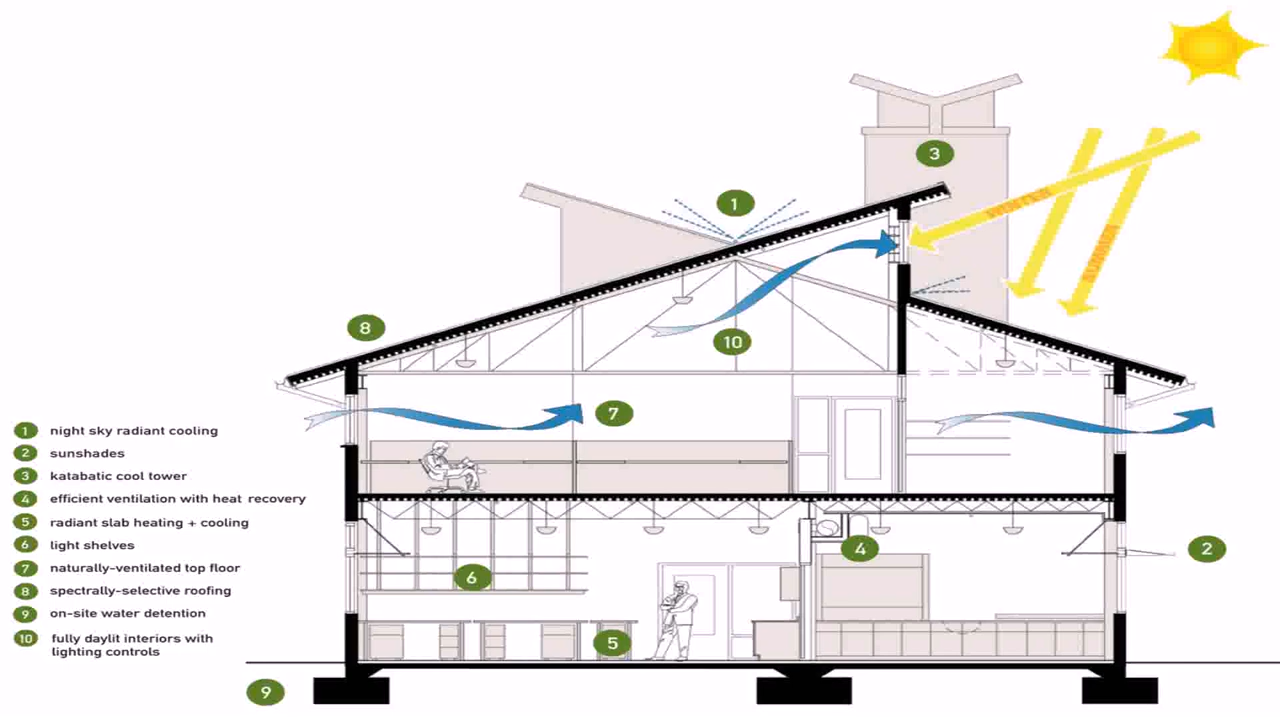 3
WINTER
1
8
10
7
1 night sky radiant cooling
2 sunshades
3 katabatic cool tower
4 efficient ventilation with heat recovery
5 radiant slab heating + cooling
6 light shelves
7 naturally-ventilated top floor
8 spectrally-selective roofing
9 on-site water detention
10 fully daylit interiors with
lighting controls
4
2
6
5
9